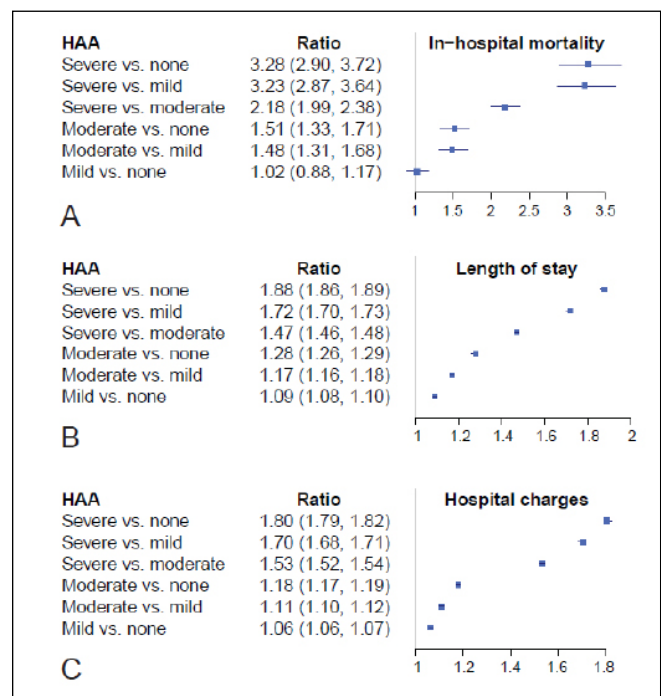 HAA Ratio In-hospital mortality
Severe vs. none 3.28 (2.90, 3.72)
Severe vs. mild 3.23 (2.87, 3.64)
Severe vs. moderate 2.18 (1.99, 2.38)
Moderate vs. none 1.51 (1.33, 1.71)
Moderate vs. mild 1.48 (1.31, 1.68)
Mild vs. none 1.02 (0.88, 1.17)
A
1 1.5 2 2.5 3 3.5
HAA Ratio Length of stay
Severe vs. none 1.88 (1.86, 1.89)
Severe vs. mild 1.72 (1.70, 1.73)
Severe vs. moderate 1.47 (1.46, 1.48)
Moderate vs. none 1.28 (1.26, 1.29)
Moderate vs. mild 1.17 (1.16, 1.18)
Mild vs. none 1.09 (1.08, 1.10)
B
1 1.2 1.4 1.6 1.8 2
HAA Ratio Hospital charges
Severe vs. none 1.80 (1.79, 1.82)
Severe vs. mild 1.70 (1.68, 1.71)
Severe vs. moderate 1.53 (1.52, 1.54)
Moderate vs. none 1.18 (1.17, 1.19)
Moderate vs. mild 1.11 (1.10, 1.12)
Mild vs. none 1.06 (1.06, 1.07)
C
1 1.2 1.4 1.6 1.8